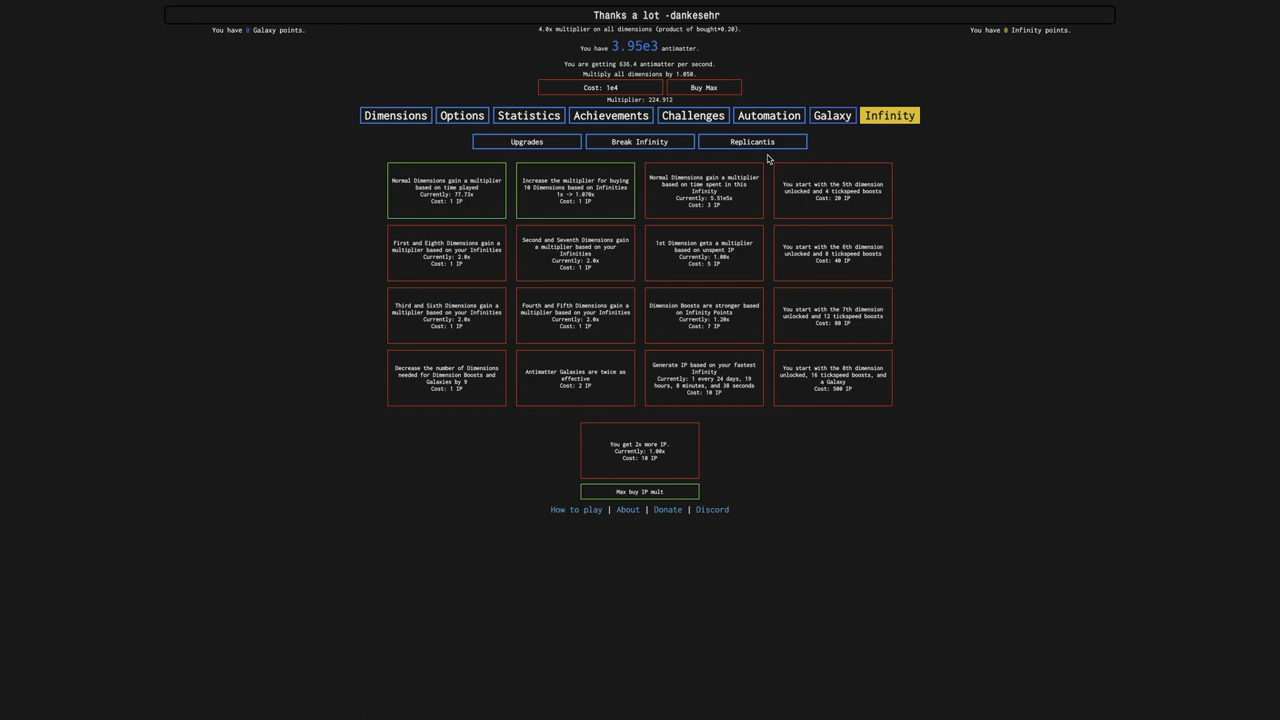 Thanks a lot -dankesehr
You have 0 Galaxy points.
4.0x multiplier on all dimensions (product of bought*0.20).
You have 0 Infinity points.
You have 3.95e3 antimatter.
You are getting 636.4 antimatter per second.
Multiply all dimensions by 1.050.
Cost: 1e4
Buy Max
Multiplier: 224.912
Dimensions
Options
Statistics
Achievements
Challenges
Automation
Galaxy
Infinity
Upgrades
Break Infinity
Replicantis
Normal Dimensions gain a multiplier
based on time played
Currently: 77.73x
Cost: 1 IP
Increase the multiplier for buying
10 Dimensions based on Infinities
1x -> 1.070x
Cost: 1 IP
Normal Dimensions gain a multiplier
based on time spent in this
Infinity
Currently: 5.51e5x
Cost: 3 IP
You start with the 5th dimension
unlocked and 4 tickspeed boosts
Cost: 20 IP
First and Eighth Dimensions gain a
multiplier based on your Infinities
Currently: 2.0x
Cost: 1 IP
Second and Seventh Dimensions gain
a multiplier based on your
Infinities
Currently: 2.0x
Cost: 1 IP
1st Dimension gets a multiplier
based on unspent IP
Currently: 1.00x
Cost: 5 IP
You start with the 6th dimension
unlocked and 8 tickspeed boosts
Cost: 40 IP
Third and Sixth Dimensions gain a
multiplier based on your Infinities
Currently: 2.0x
Cost: 1 IP
Fourth and Fifth Dimensions gain a
multiplier based on your Infinities
Currently: 2.0x
Cost: 1 IP
Dimension Boosts are stronger based
on Infinity Points
Currently: 1.20x
Cost: 7 IP
You start with the 7th dimension
unlocked and 12 tickspeed boosts
Cost: 80 IP
Decrease the number of Dimensions
needed for Dimension Boosts and
Galaxies by 9
Cost: 1 IP
Antimatter Galaxies are twice as
effective
Cost: 2 IP
Generate IP based on your fastest
Infinity
Currently: 1 every 24 days, 19
hours, 8 minutes, and 38 seconds
Cost: 10 IP
You start with the 8th dimension
unlocked, 16 tickspeed boosts, and
a Galaxy
Cost: 500 IP
You get 2x more IP.
Currently: 1.00x
Cost: 10 IP
Max buy IP mult
How to play | About | Donate | Discord